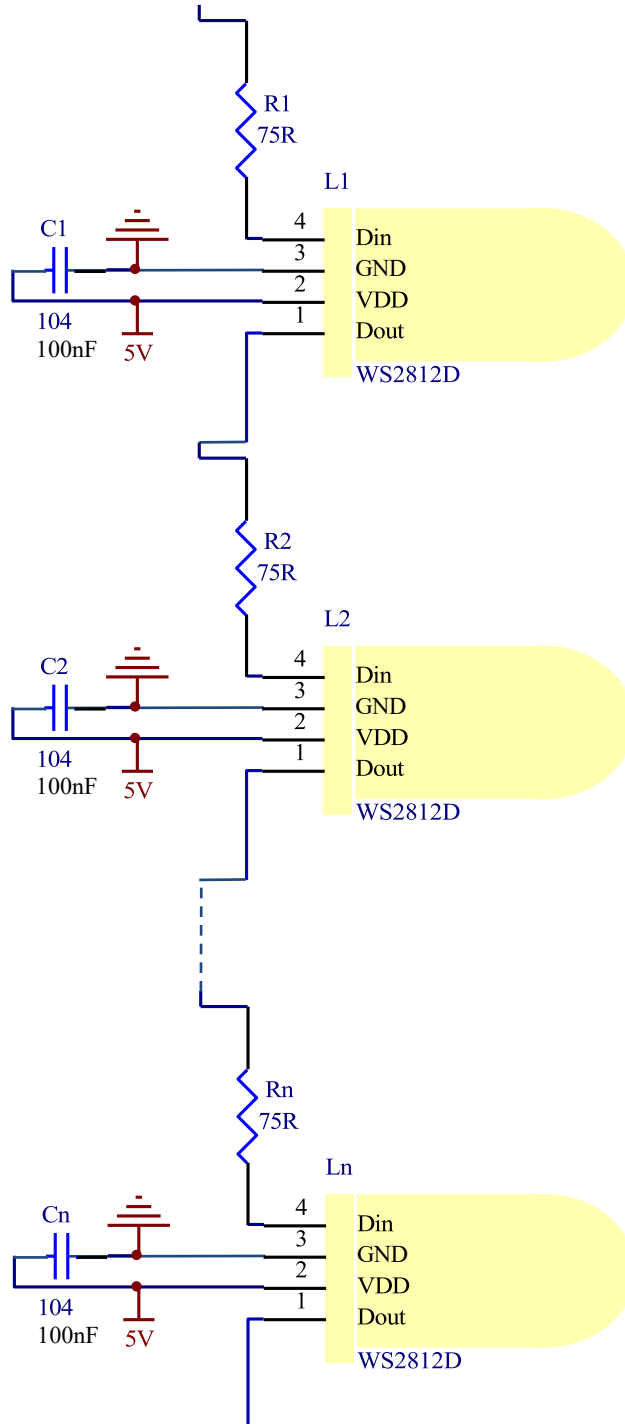 R1
75R
L1
4
Din
C1
3
GND
2
VDD
1
Dout
104
100nF
5V
WS2812D
R2
75R
L2
4
Din
C2
3
GND
2
VDD
1
Dout
104
100nF
5V
WS2812D
Rn
75R
Ln
4
Din
Cn
3
GND
2
VDD
1
Dout
104
100nF
5V
WS2812D